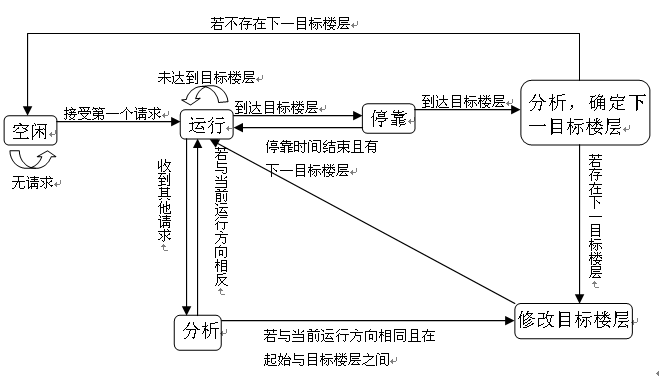 若不存在下一目标楼层
未达到目标楼层
接受第一个请求
到达目标楼层
到达目标楼层
分析，确定下
一目标楼层
空闲
运行
停靠
停靠时间结束且有
下一目标楼层
无请求
收到其他请求
若与当前运行方向相反
若存在下一目标楼层
分析
修改目标楼层
若与当前运行方向相同且在
起始与目标楼层之间